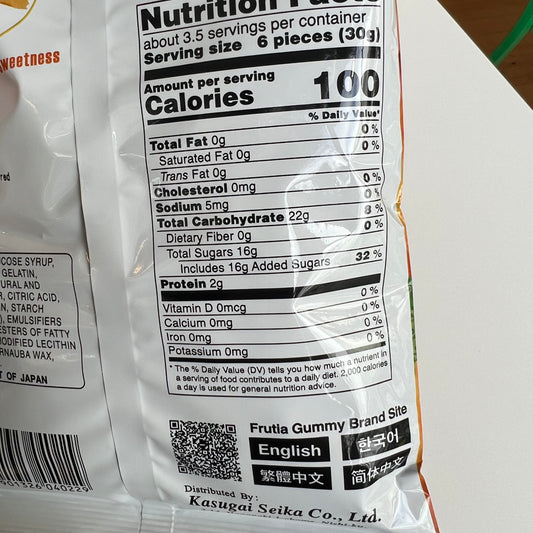 Nutrition Facts
about 3.5 servings per container
Serving size 6 pieces (30g)
Amount per serving
Calories 100
% Daily Value*
Total Fat 0g 0%
Saturated Fat 0g 0%
Trans Fat 0g
Cholesterol 0mg 0%
Sodium 5mg 0%
Total Carbohydrate 22g 8%
Dietary Fiber 0g 0%
Total Sugars 16g
Includes 16g Added Sugars 32%
Protein 2g
Vitamin D 0mcg 0%
Calcium 0mg 0%
Iron 0mg 0%
Potassium 0mg 0%
* The % Daily Value (DV) tells you how much a nutrient in
a serving of food contributes to a daily diet. 2,000 calories
a day is used for general nutrition advice.
Frutia Gummy Brand Site
English 한국어
繁體中文 简体中文
Distributed By:
Kasugai Seika Co., Ltd.
weetness
red
COSE SYRUP,
GELATIN,
URAL AND
CITRIC ACID,
STARCH
EMULSIFIERS
ESTERS OF FATTY
MODIFIED LECITHIN
RNAUBA WAX,
T OF JAPAN
01326 040229